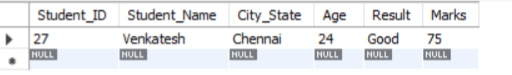 Student_ID Student_Name City_State Age Result Marks
27 Venkatesh Chennai 24 Good 75
NULL NULL NULL NULL NULL NULL